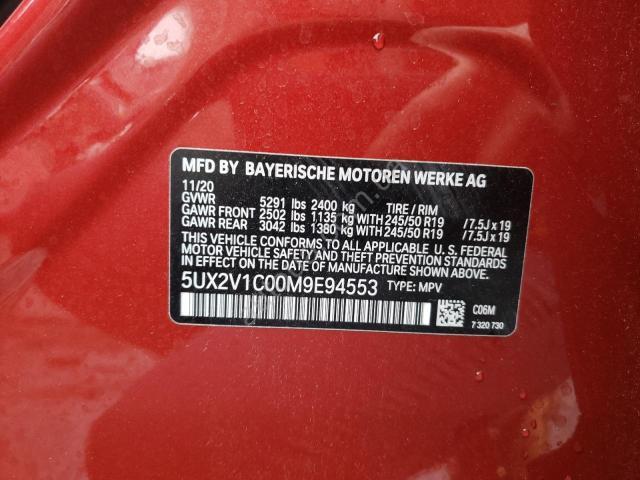 MFD BY BAYERISCHE MOTOREN WERKE AG
11/20
GVWR 5291 lbs 2400 kg TIRE / RIM
GAWR FRONT 2502 lbs 1135 kg WITH 245/50 R19 /7.5J x 19
GAWR REAR 3042 lbs 1380 kg WITH 245/50 R19 /7.5J x 19
THIS VEHICLE CONFORMS TO ALL APPLICABLE U. S. FEDERAL
MOTOR VEHICLE SAFETY STANDARDS IN EFFECT ON THE
DATE OF MANUFACTURE SHOWN ABOVE.
5UX2V1C00M9E94553 TYPE: MPV
C06M
7 320 730